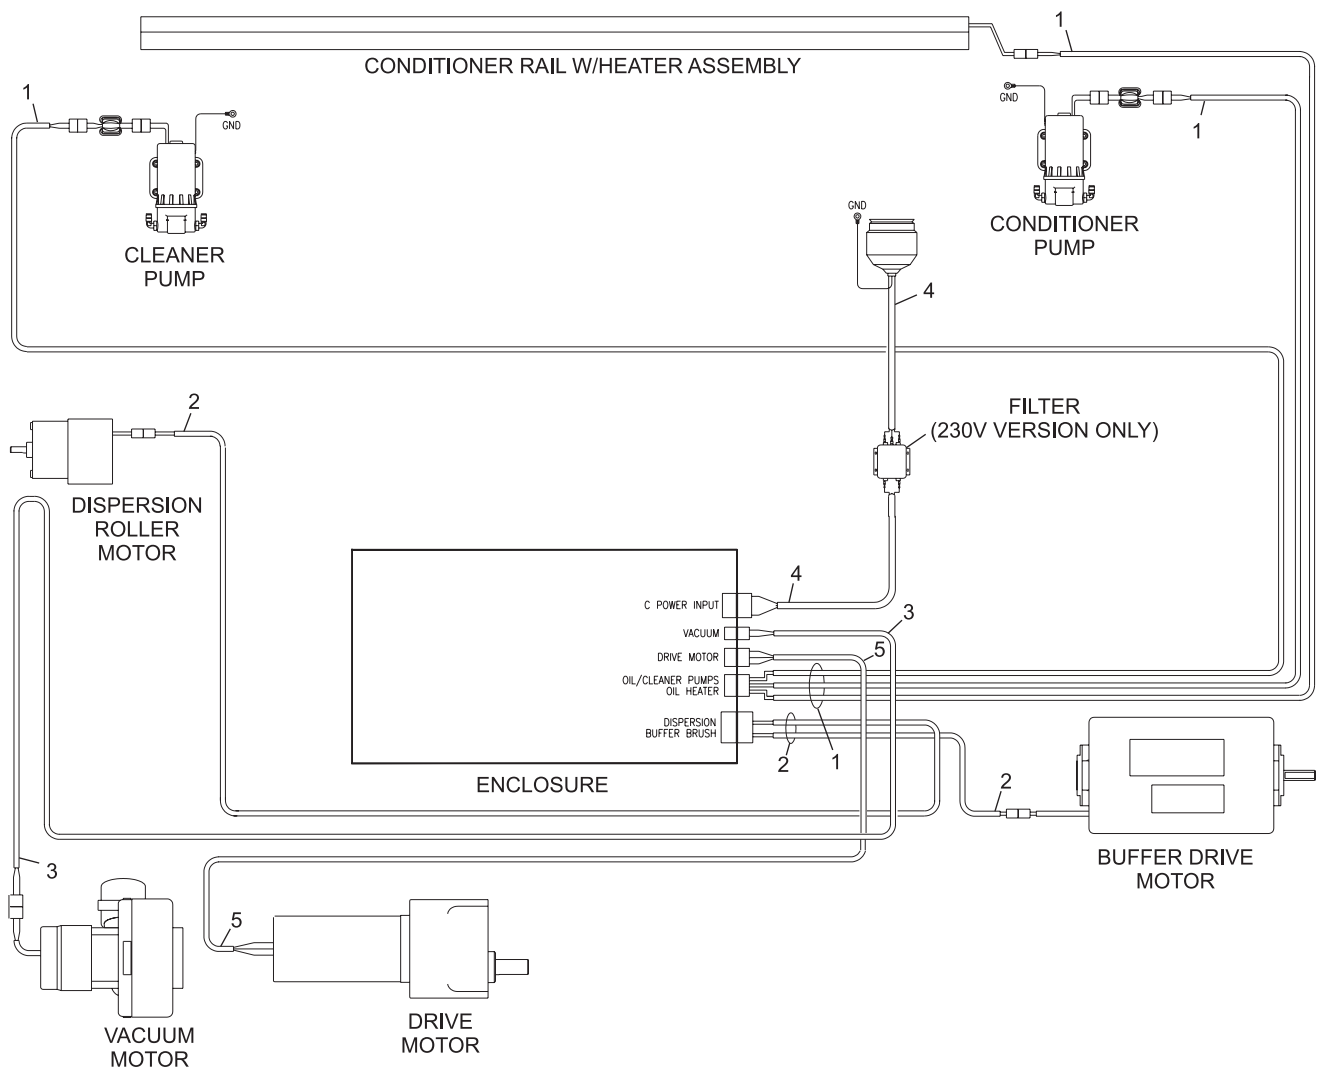 1
CONDITIONER RAIL W/HEATER ASSEMBLY
1
GND
CLEANER
PUMP
GND
1
CONDITIONER
PUMP
GND
4
2
DISPERSION
ROLLER
MOTOR
FILTER
(230V VERSION ONLY)
C POWER INPUT
4
VACUUM
3
DRIVE MOTOR
5
OIL/CLEANER PUMPS
OIL HEATER
DISPERSION
BUFFER BRUSH
2
1
ENCLOSURE
2
BUFFER DRIVE
MOTOR
3
5
VACUUM
MOTOR
DRIVE
MOTOR